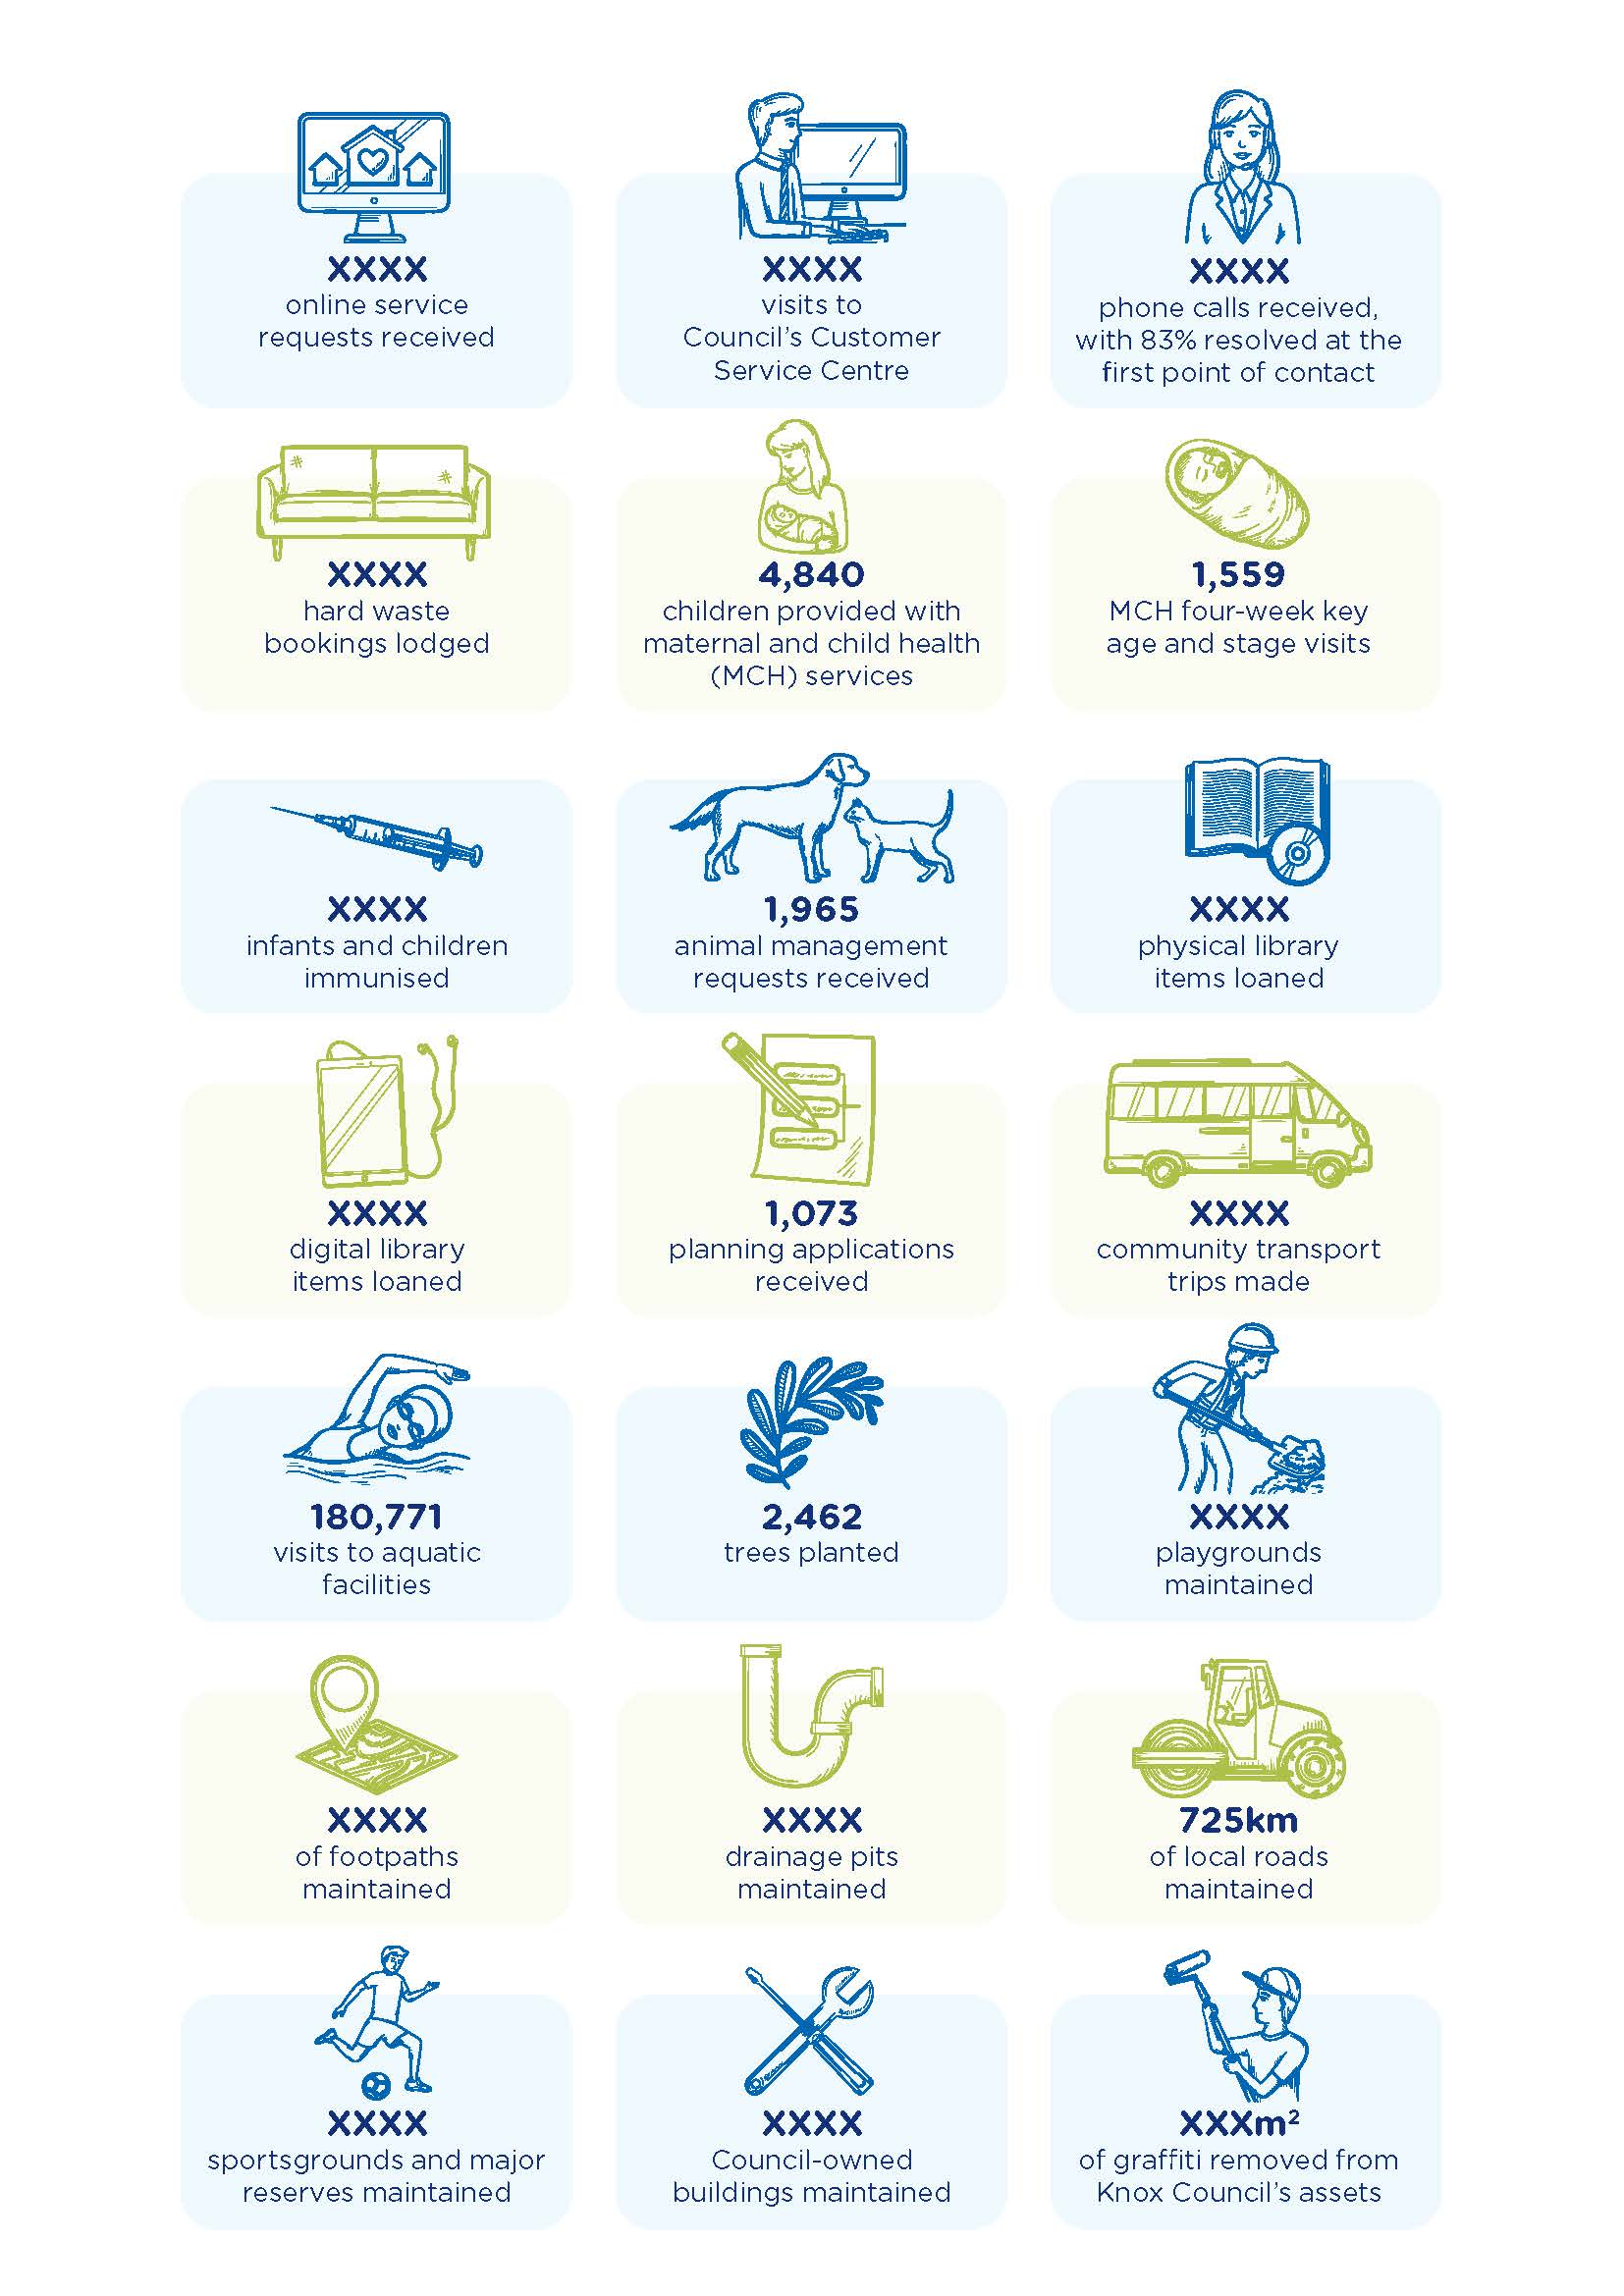 XXXX
online service
requests received
XXXX
visits to
Council's Customer
Service Centre
XXXX
phone calls received,
with 83% resolved at the
first point of contact
XXXX
hard waste
bookings lodged
4,840
children provided with
maternal and child health
(MCH) services
1,559
MCH four-week key
age and stage visits
XXXX
infants and children
immunised
1,965
animal management
requests received
XXXX
physical library
items loaned
XXXX
digital library
items loaned
1,073
planning applications
received
XXXX
community transport
trips made
180,771
visits to aquatic
facilities
2,462
trees planted
XXXX
playgrounds
maintained
XXXX
of footpaths
maintained
XXXX
drainage pits
maintained
725km
of local roads
maintained
XXXX
sportsgrounds and major
reserves maintained
XXXX
Council-owned
buildings maintained
XXXm²
of graffiti removed from
Knox Council's assets